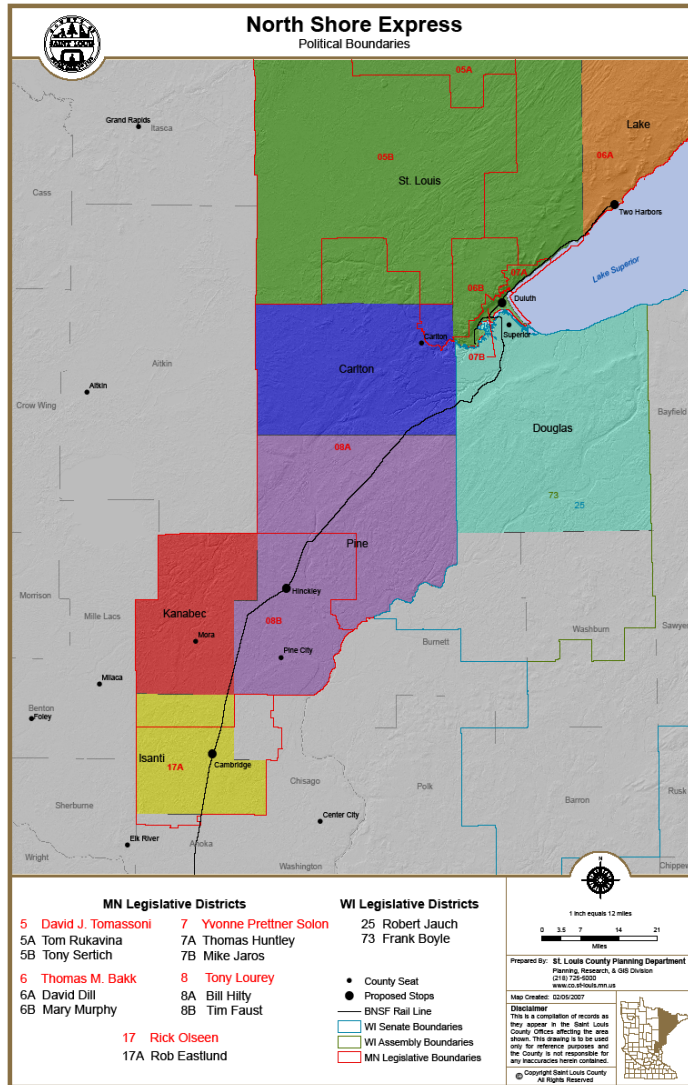 North Shore Express
Political Boundaries
COUNTY OF
SAINT LOUIS
MINNESOTA
05A
Grand Rapids
Itasca
Lake
05B
06A
St. Louis
Cass
Two Harbors
Lake Superior
07A
06B
Duluth
Superior
Carlton
07B
Aitkin
Carlton
Aitkin
Crow Wing
Douglas
Bayfield
08A
73
25
Pine
Morrison
Hinckley
Kanabec
Mille Lacs
08B
Washburn
Sawyer
Mora
Burnett
Pine City
Milaca
Benton
Foley
Isanti
17A
Cambridge
Chisago
Polk
Barron
Rusk
Sherburne
Center City
Elk River
Anoka
Wright
Washington
Chippew
MN Legislative Districts
5 David J. Tomassoni
5A Tom Rukavina
5B Tony Sertich
6 Thomas M. Bakk
6A David Dill
6B Mary Murphy
7 Yvonne Prettner Solon
7A Thomas Huntley
7B Mike Jaros
8 Tony Lourey
8A Bill Hilty
8B Tim Faust
17 Rick Olseen
17A Rob Eastlund
WI Legislative Districts
25 Robert Jauch
73 Frank Boyle
County Seat
Proposed Stops
BNSF Rail Line
WI Senate Boundaries
WI Assembly Boundaries
MN Legislative Boundaries
N
1 inch equals 12 miles
0 3.5 7 14 21
Miles
Prepared By: St. Louis County Planning Department
Planning, Research, & GIS Division
(218) 725-5000
www.co.st-louis.mn.us
Map Created: 02/05/2007
Disclaimer
This is a compilation of records as
they appear in the Saint Louis
County Offices affecting the area
shown. This drawing is to be used
only for reference purposes and
the County is not responsible for
any inaccuracies herein contained.
© Copyright Saint Louis County
All Rights Reserved